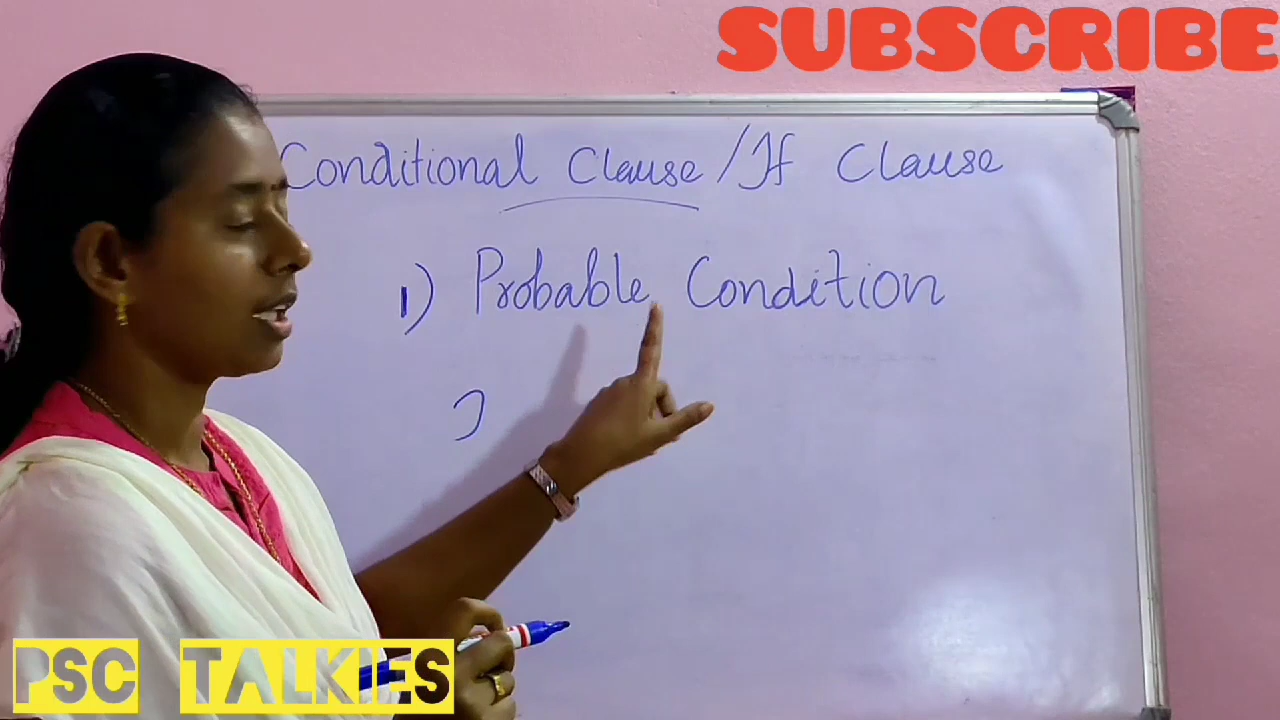 SUBSCRIBE
Conditional Clause / If Clause
1) Probable Condition
PSC TALKIES